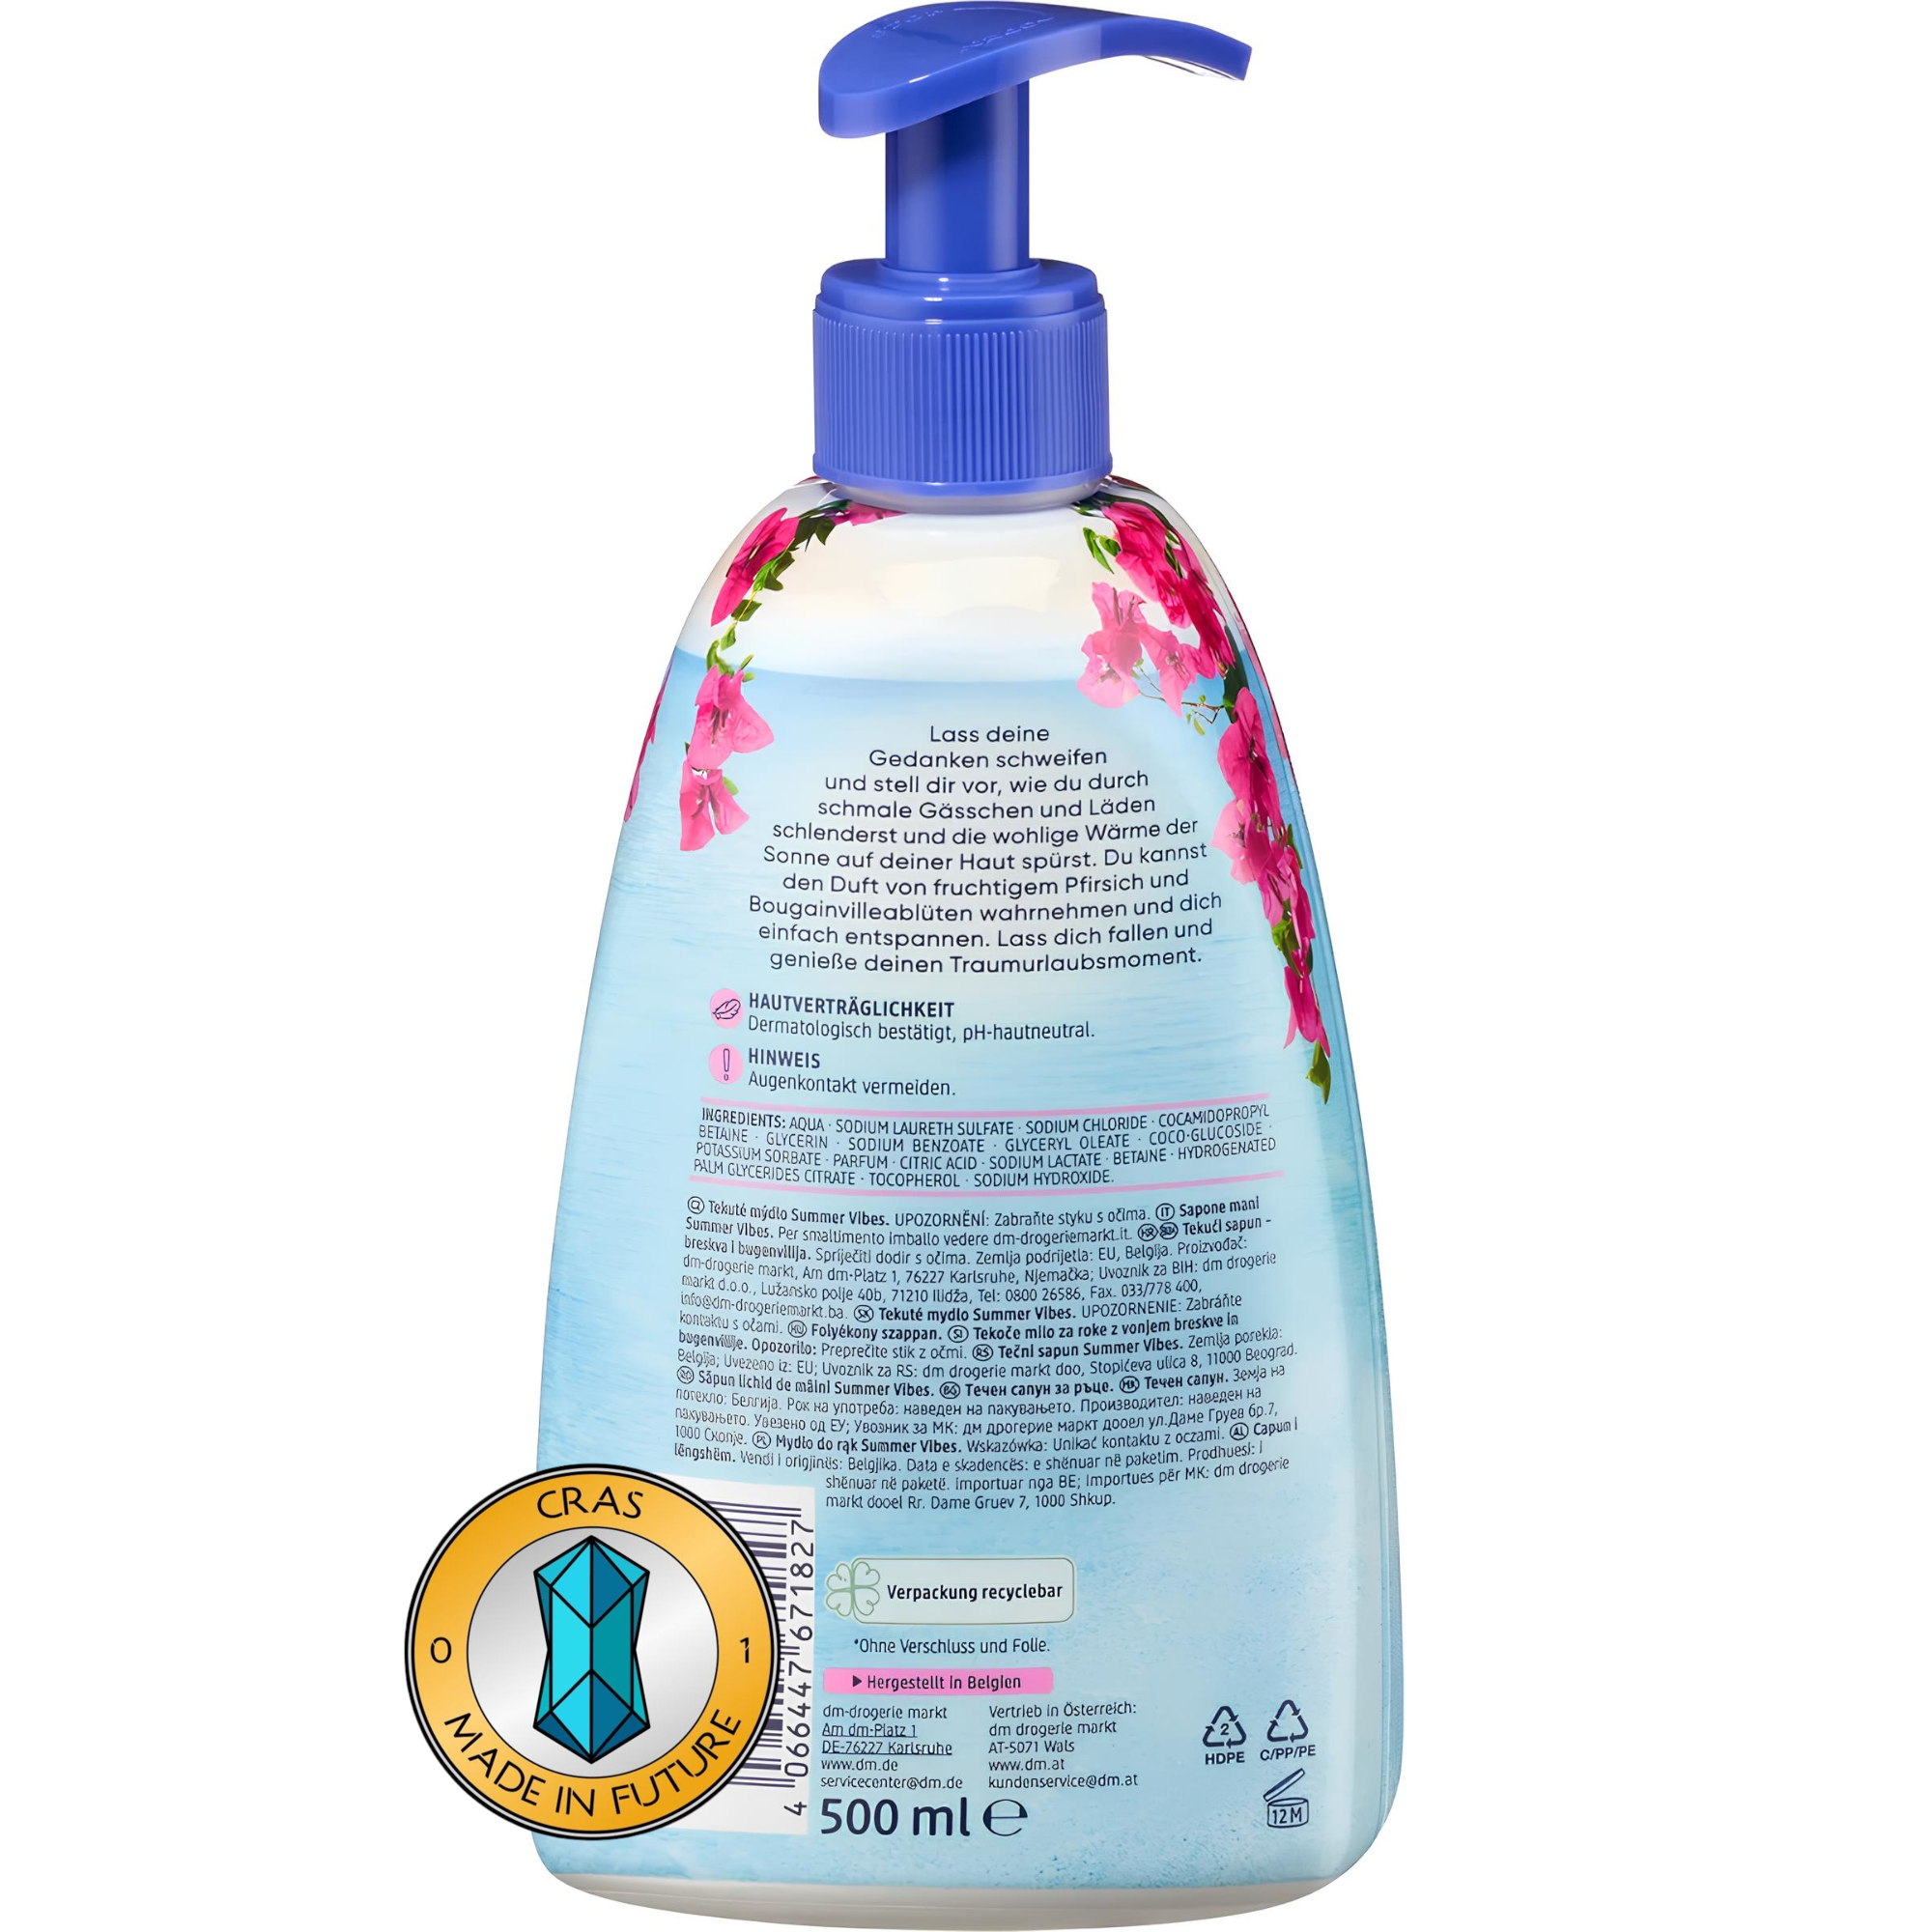 Lass deine
Gedanken schweifen
und stell dir vor, wie du durch
schmale Gässchen und Läden
schlenderst und die wohlige Wärme der
Sonne auf deiner Haut spürst. Du kannst
den Duft von fruchtigem Pfirsich und
Bougainvilleablüten wahrnehmen und dich
einfach entspannen. Lass dich fallen und
genieße deinen Traumurlaubsmoment.
HAUTVERTRÄGLICHKEIT
Dermatologisch bestätigt, pH-hautneutral.
HINWEIS
Augenkontakt vermeiden.
INGREDIENTS: AQUA · SODIUM LAURETH SULFATE · SODIUM CHLORIDE · COCAMIDOPROPYL
BETAINE · GLYCERIN · SODIUM BENZOATE · GLYCERYL OLEATE · COCO-GLUCOSIDE ·
POTASSIUM SORBATE · PARFUM · CITRIC ACID · SODIUM LACTATE · BETAINE · HYDROGENATED
PALM GLYCERIDES CITRATE · TOCOPHEROL · SODIUM HYDROXIDE.
CZ Tekuté mýdlo Summer Vibes. UPOZORNĚNÍ: Zabraňte styku s očima. IT Sapone mani
Summer Vibes. Per smaltimento imballo vedere dm-drogeriemarkt.it. HR BIH Tekući sapun -
breskva i bugenvilija. Spriječiti dodir s očima. Zemlja podrijetla: EU, Belgija. Proizvođač:
dm-drogerie markt, Am dm-Platz 1, 76227 Karlsruhe, Njemačka; Uvoznik za BIH: dm drogerie
markt d.o.o., Lužansko polje 40b, 71210 Ilidža, Tel: 0800 26586, Fax. 033/778 400,
info@dm-drogeriemarkt.ba. SK Tekuté mydlo Summer Vibes. UPOZORNENIE: Zabráňte
kontaktu s očami. HU Folyékony szappan. SI Tekoče milo za roke z vonjem breskve in
bugenvilije. Opozorilo: Preprečite stik z očmi. RS Tečni sapun Summer Vibes. Zemlja porekla:
Belgija; Uvezeno iz: EU; Uvoznik za RS: dm drogerie markt doo, Stopićeva ulica 8, 11000 Beograd.
RO Săpun lichid de mâini Summer Vibes. BG Течен сапун за ръце. MK Течен сапун. Земја на
потекло: Белгија. Рок на употреба: наведен на пакувањето. Производител: наведен на
пакувањето. Увезено од ЕУ; Увозник за МК: дм дрогерие маркт дооел ул.Даме Груев бр.7,
1000 Скопје. PL Mydło do rąk Summer Vibes. Wskazówka: Unikać kontaktu z oczami. AL Capun i
lëngshëm. Vendi i origjinës: Belgjika. Data e skadencës: e shënuar në paketim. Prodhuesi: i
shënuar në paketë. Importuar nga BE; Importues për MK: dm drogerie
markt dooel Rr. Dame Gruev 7, 1000 Shkup.
4 066447 671827
Verpackung recyclebar
*Ohne Verschluss und Folie.
Hergestellt in Belgien
dm-drogerie markt
Am dm-Platz 1
DE-76227 Karlsruhe
www.dm.de
servicecenter@dm.de
Vertrieb in Österreich:
dm drogerie markt
AT-5071 Wals
www.dm.at
kundenservice@dm.at
500 ml e
2
HDPE
C/PP/PE
12 M
CRAS
0 1
MADE IN FUTURE